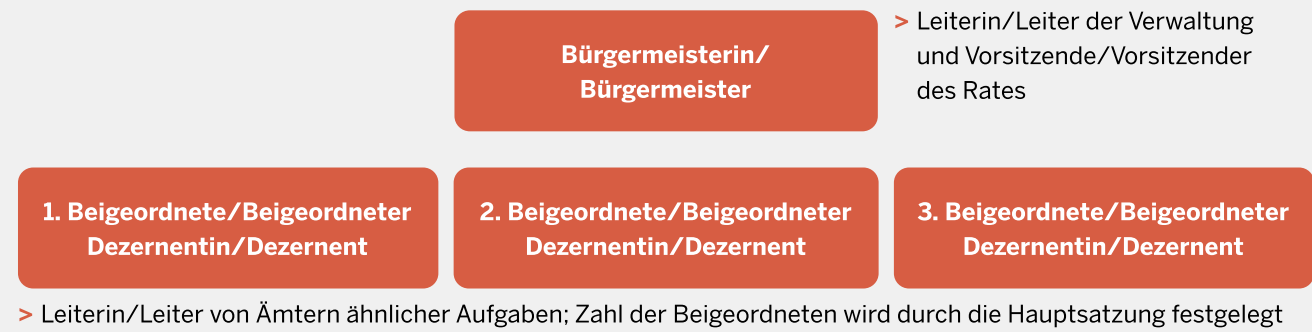 Bürgermeisterin/
Bürgermeister
> Leiterin/Leiter der Verwaltung
und Vorsitzende/Vorsitzender
des Rates
1. Beigeordnete/Beigeordneter
Dezernentin/Dezernent
2. Beigeordnete/Beigeordneter
Dezernentin/Dezernent
3. Beigeordnete/Beigeordneter
Dezernentin/Dezernent
> Leiterin/Leiter von Ämtern ähnlicher Aufgaben; Zahl der Beigeordneten wird durch die Hauptsatzung festgelegt